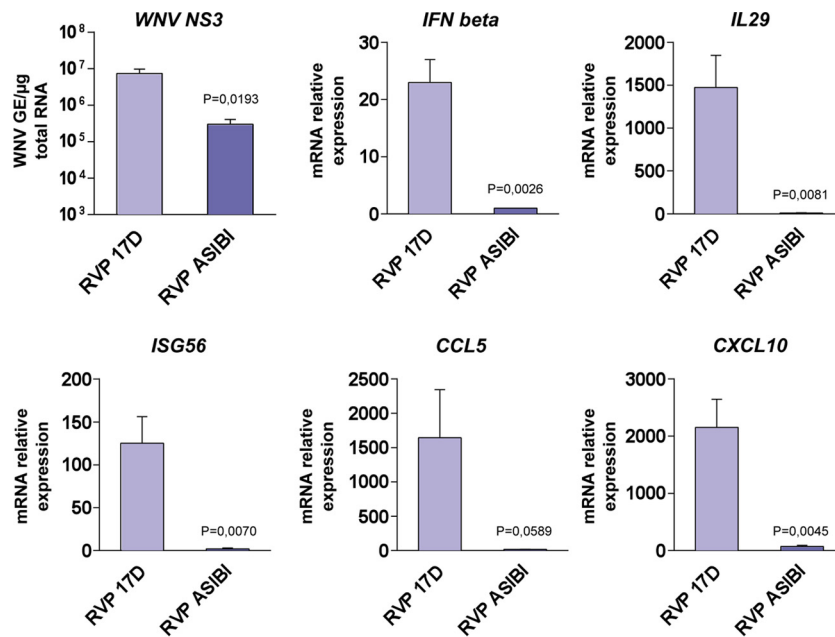 WNV NS3
WNV GE/µg
total RNA
10^8
10^7
10^6
10^5
10^4
10^3
P=0,0193
RVP 17D
RVP ASIBI
IFN beta
mRNA relative
expression
30
20
10
0
P=0,0026
RVP 17D
RVP ASIBI
IL29
mRNA relative
expression
2000
1500
1000
500
0
P=0,0081
RVP 17D
RVP ASIBI
ISG56
mRNA relative
expression
200
150
100
50
0
P=0,0070
RVP 17D
RVP ASIBI
CCL5
mRNA relative
expression
2500
2000
1500
1000
500
0
P=0,0589
RVP 17D
RVP ASIBI
CXCL10
mRNA relative
expression
3000
2000
1000
0
P=0,0045
RVP 17D
RVP ASIBI